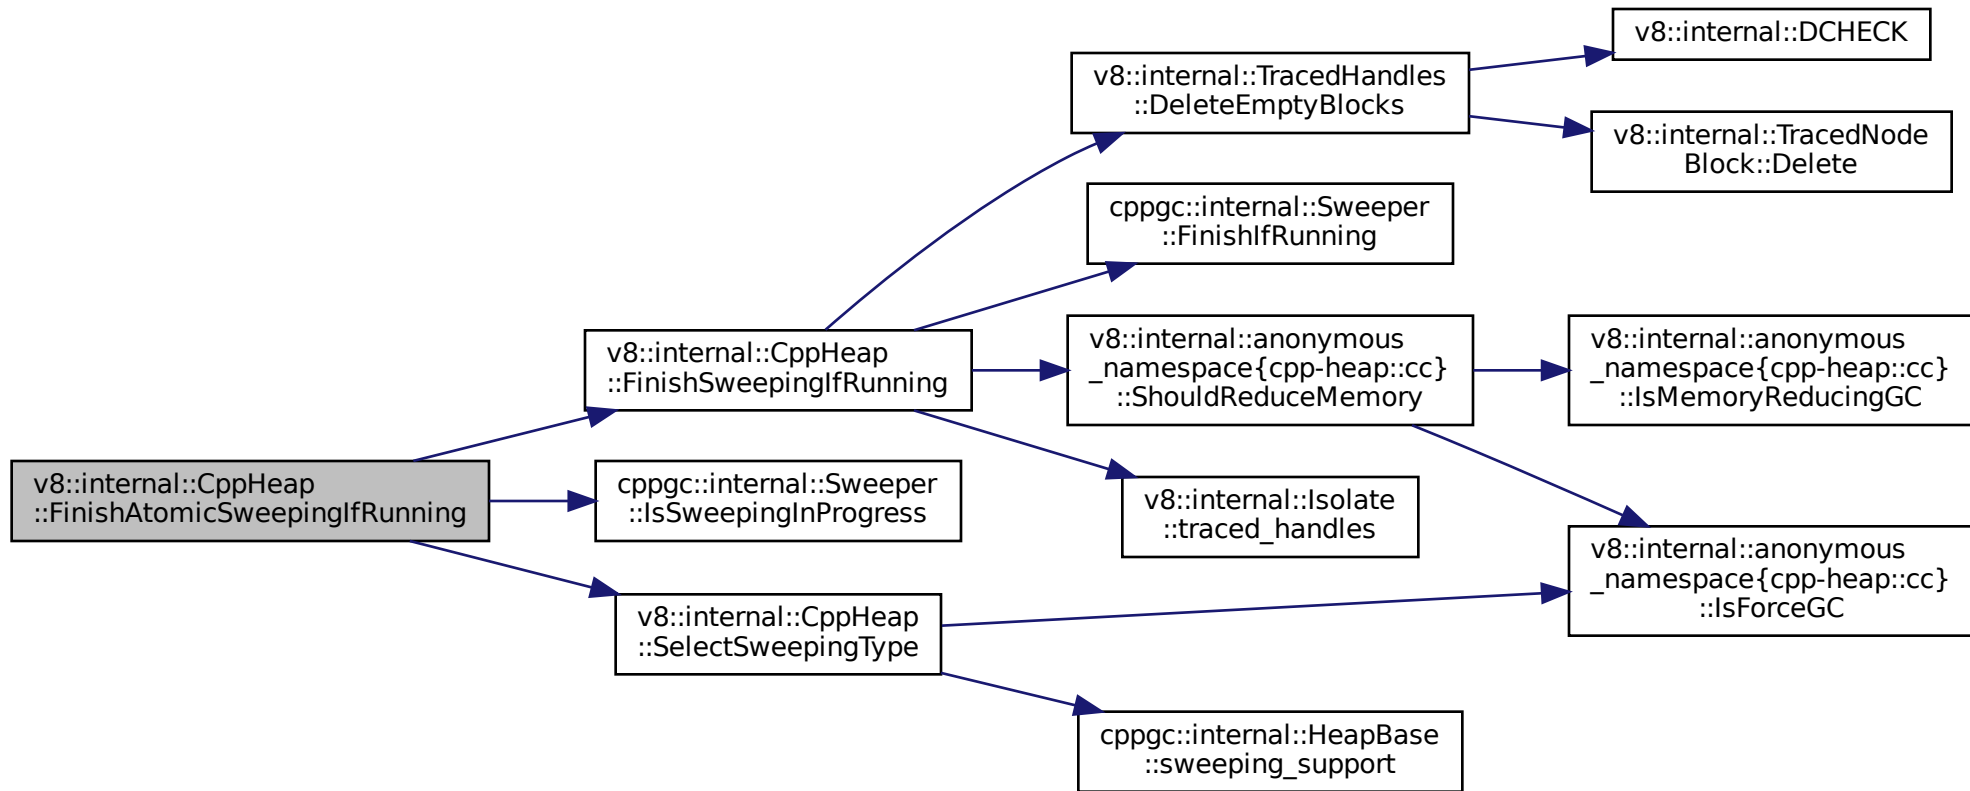 v8::internal::CppHeap
::FinishAtomicSweepingIfRunning
v8::internal::CppHeap
::FinishSweepingIfRunning
cppgc::internal::Sweeper
::IsSweepingInProgress
v8::internal::CppHeap
::SelectSweepingType
v8::internal::TracedHandles
::DeleteEmptyBlocks
cppgc::internal::Sweeper
::FinishIfRunning
v8::internal::anonymous
_namespace{cpp-heap::cc}
::ShouldReduceMemory
v8::internal::Isolate
::traced_handles
cppgc::internal::HeapBase
::sweeping_support
v8::internal::DCHECK
v8::internal::TracedNode
Block::Delete
v8::internal::anonymous
_namespace{cpp-heap::cc}
::IsMemoryReducingGC
v8::internal::anonymous
_namespace{cpp-heap::cc}
::IsForceGC